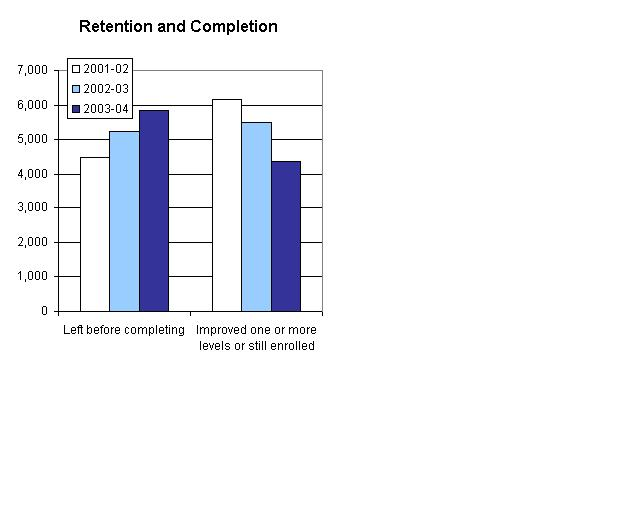 Retention and Completion
7,000
6,000
5,000
4,000
3,000
2,000
1,000
0
2001-02
2002-03
2003-04
Left before completing
Improved one or more
levels or still enrolled